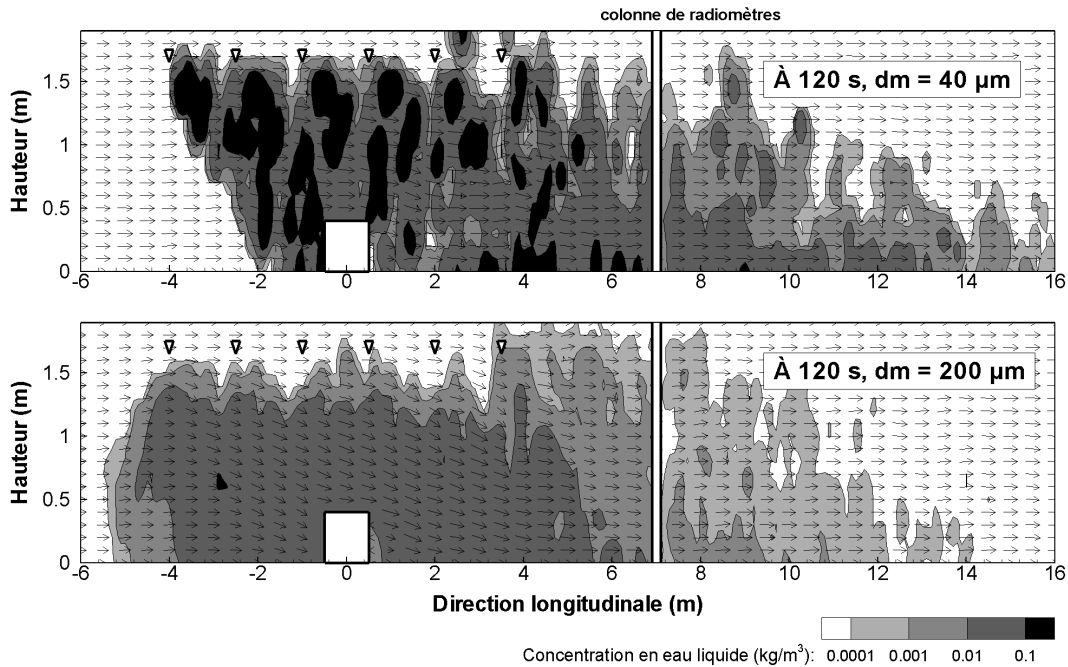 colonne de radiomètres
À 120 s, dm = 40 µm
Hauteur (m)
1.5
1
0.5
0
-6 -4 -2 0 2 4 6 8 10 12 14 16
À 120 s, dm = 200 µm
Hauteur (m)
1.5
1
0.5
0
-6 -4 -2 0 2 4 6 8 10 12 14 16
Direction longitudinale (m)
Concentration en eau liquide (kg/m³): 0.0001 0.001 0.01 0.1